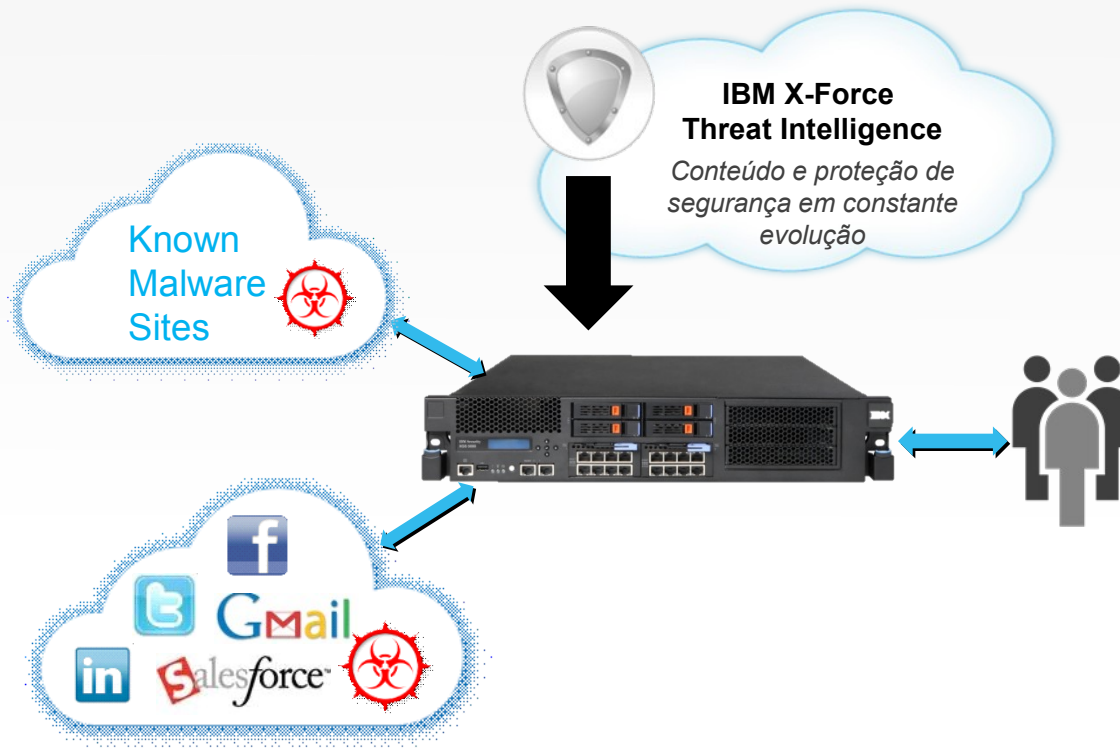 IBM X-Force
Threat Intelligence
Conteúdo e proteção de
segurança em constante
evolução
Known
Malware
Sites
IBM
f
t
GMail
in
Salesforce